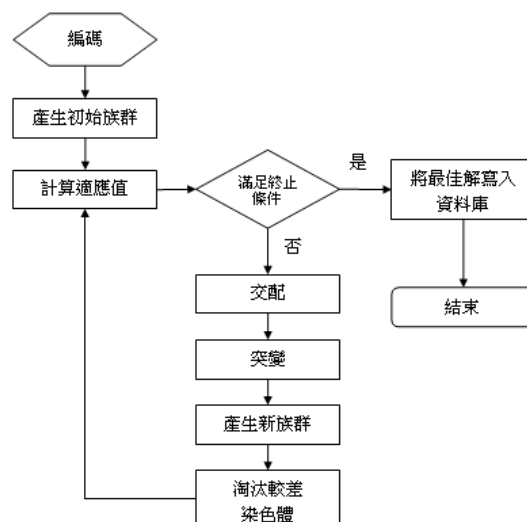 編碼
產生初始族群
計算適應值
滿足終止
條件
是
將最佳解寫入
資料庫
結束
否
交配
突變
產生新族群
淘汰較差
染色體